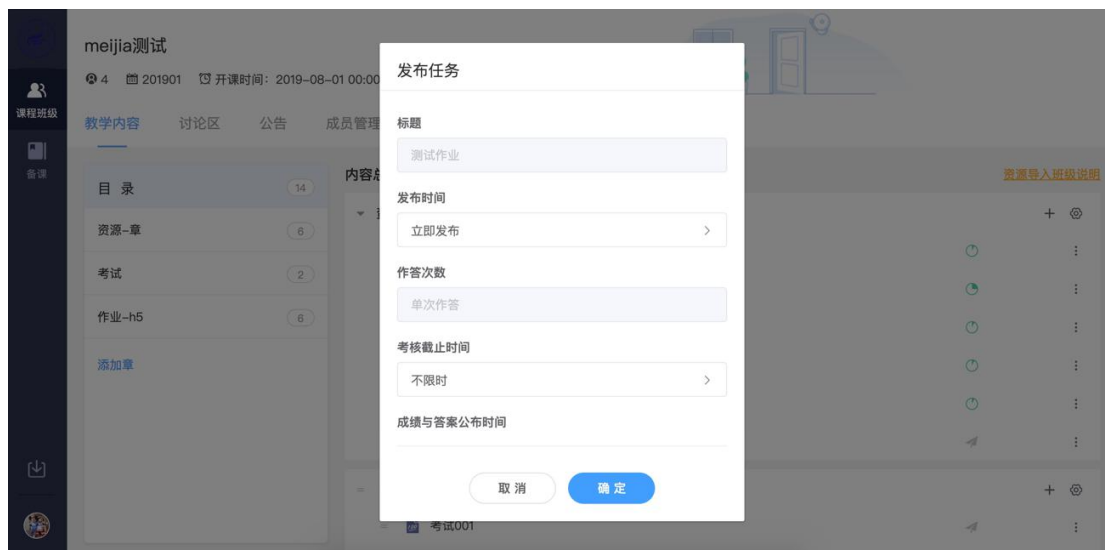 meijia测试
4 201901 开课时间：2019-08-01 00:00
课程班级
教学内容 讨论区 公告 成员管理
备课
目 录 14
资源-章 6
考试 2
作业-h5 6
添加章
内容总
资源导入班级说明
发布任务
标题
测试作业
发布时间
立即发布
作答次数
单次作答
考核截止时间
不限时
成绩与答案公布时间
取 消 确 定
考试001